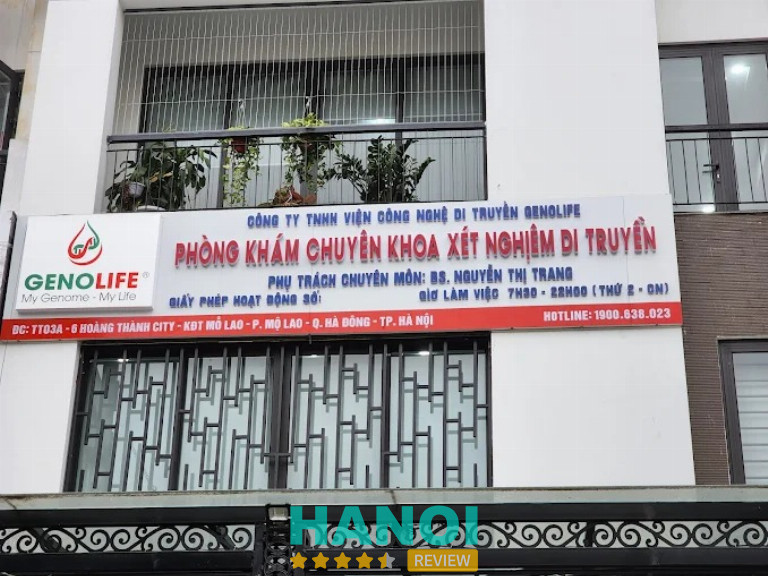 CÔNG TY TNHH VIỆN CÔNG NGHỆ DI TRUYỀN GENOLIFE
PHÒNG KHÁM CHUYÊN KHOA XÉT NGHIỆM DI TRUYỀN
GENOLIFE®
My Genome - My Life
PHỤ TRÁCH CHUYÊN MÔN: BS. NGUYỄN THỊ TRANG
GIẤY PHÉP HOẠT ĐỘNG SỐ: GIỜ LÀM VIỆC 7H30 - 22H00 (THỨ 2 - CN)
ĐC: TT03A - 6 HOÀNG THÀNH CITY - KĐT MỖ LAO - P. MỘ LAO - Q. HÀ ĐÔNG - TP. HÀ NỘI HOTLINE: 1900.638.023
HANOI
REVIEW